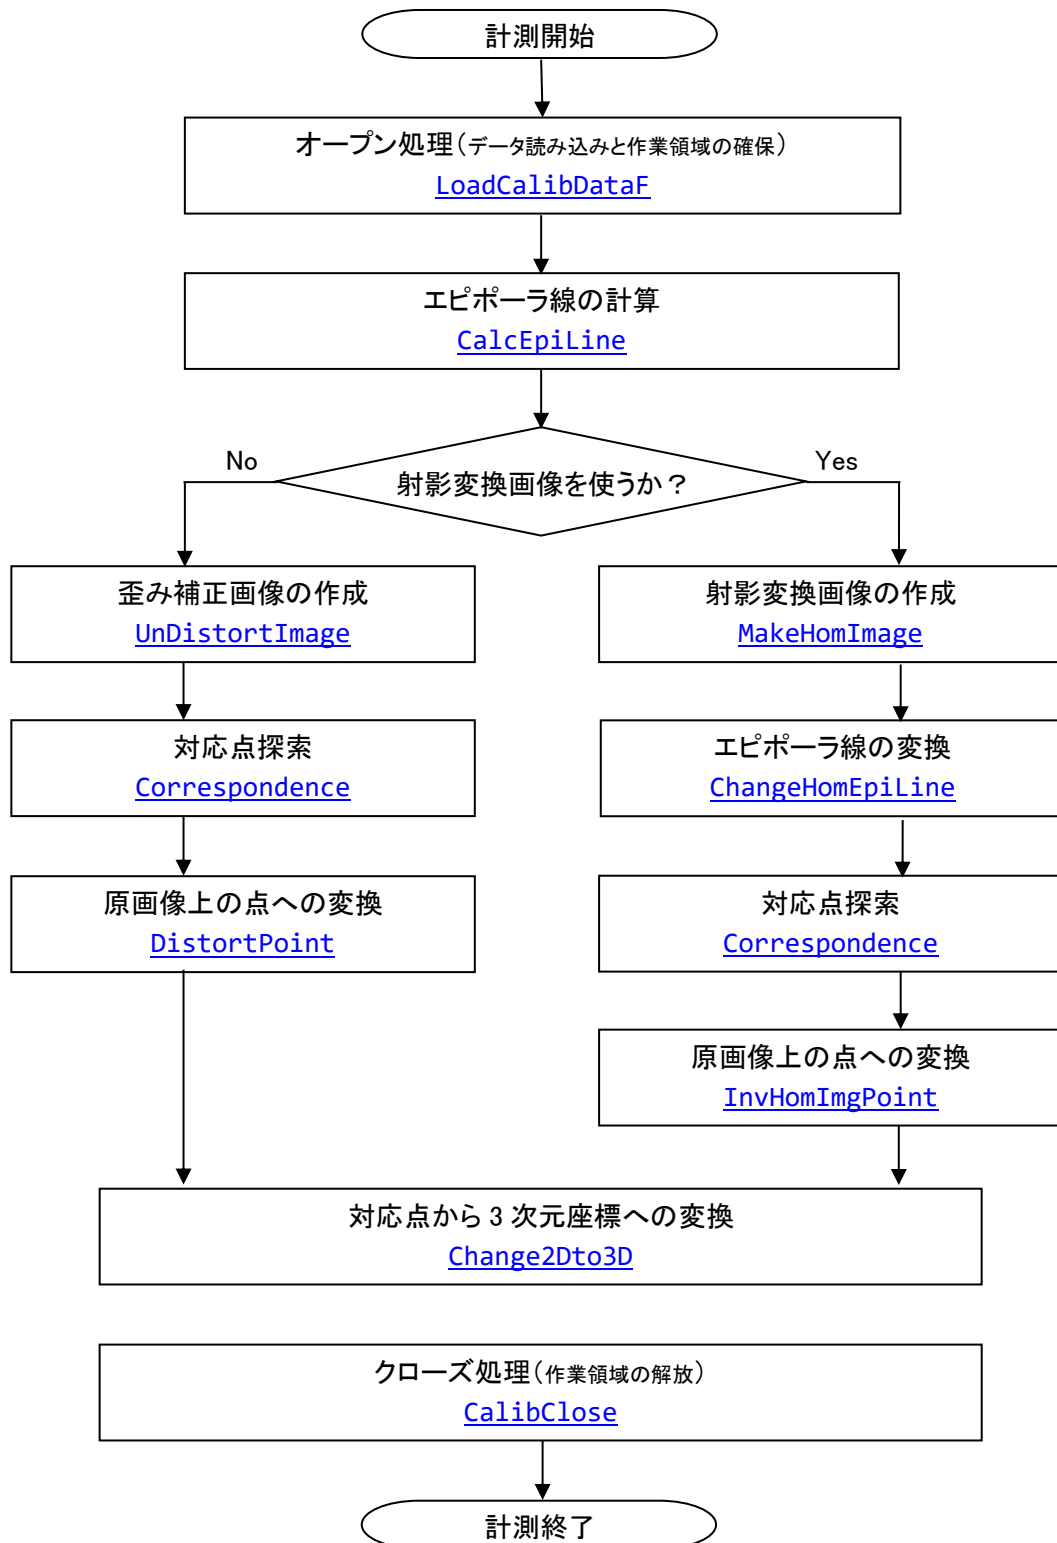 計測開始
オープン処理(データ読み込みと作業領域の確保)
LoadCalibDataF
エピポーラ線の計算
CalcEpiLine
No
Yes
射影変換画像を使うか?
歪み補正画像の作成
UnDistortImage
射影変換画像の作成
MakeHomImage
対応点探索
Correspondence
エピポーラ線の変換
ChangeHomEpiLine
原画像上の点への変換
DistortPoint
対応点探索
Correspondence
原画像上の点への変換
InvHomImgPoint
対応点から 3 次元座標への変換
Change2Dto3D
クローズ処理(作業領域の解放)
CalibClose
計測終了